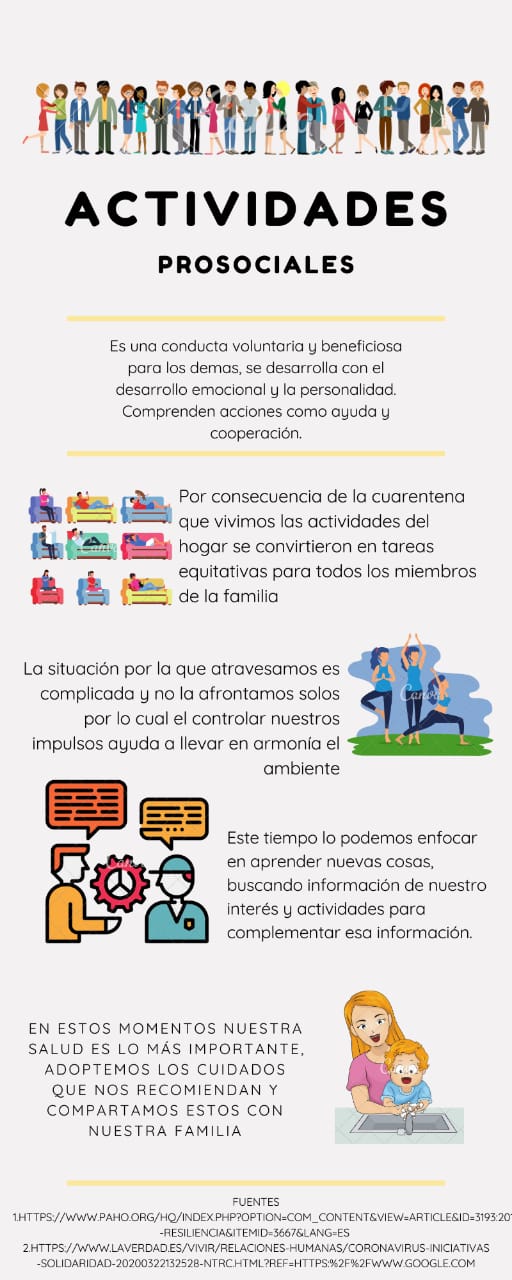 ACTIVIDADES
PROSOCIALES
Es una conducta voluntaria y beneficiosa
para los demas, se desarrolla con el
desarrollo emocional y la personalidad.
Comprenden acciones como ayuda y
cooperación.
Por consecuencia de la cuarentena
que vivimos las actividades del
hogar se convirtieron en tareas
equitativas para todos los miembros
de la familia
La situación por la que atravesamos es
complicada y no la afrontamos solos
por lo cual el controlar nuestros
impulsos ayuda a llevar en armonía el
ambiente
Canva
Este tiempo lo podemos enfocar
en aprender nuevas cosas,
buscando información de nuestro
interés y actividades para
complementar esa información.
EN ESTOS MOMENTOS NUESTRA
SALUD ES LO MÁS IMPORTANTE,
ADOPTEMOS LOS CUIDADOS
QUE NOS RECOMIENDAN Y
COMPARTAMOS ESTOS CON
NUESTRA FAMILIA
FUENTES
1.HTTPS://WWW.PAHO.ORG/HQ/INDEX.PHP?OPTION=COM_CONTENT&VIEW=ARTICLE&ID=3193:201
-RESILIENCIA&ITEMID=3667&LANG=ES
2.HTTPS://WWW.LAVERDAD.ES/VIVIR/RELACIONES-HUMANAS/CORONAVIRUS-INICIATIVAS
-SOLIDARIDAD-20200322132528-NTRC.HTML?REF=HTTPS:%2F%2FWWW.GOOGLE.COM